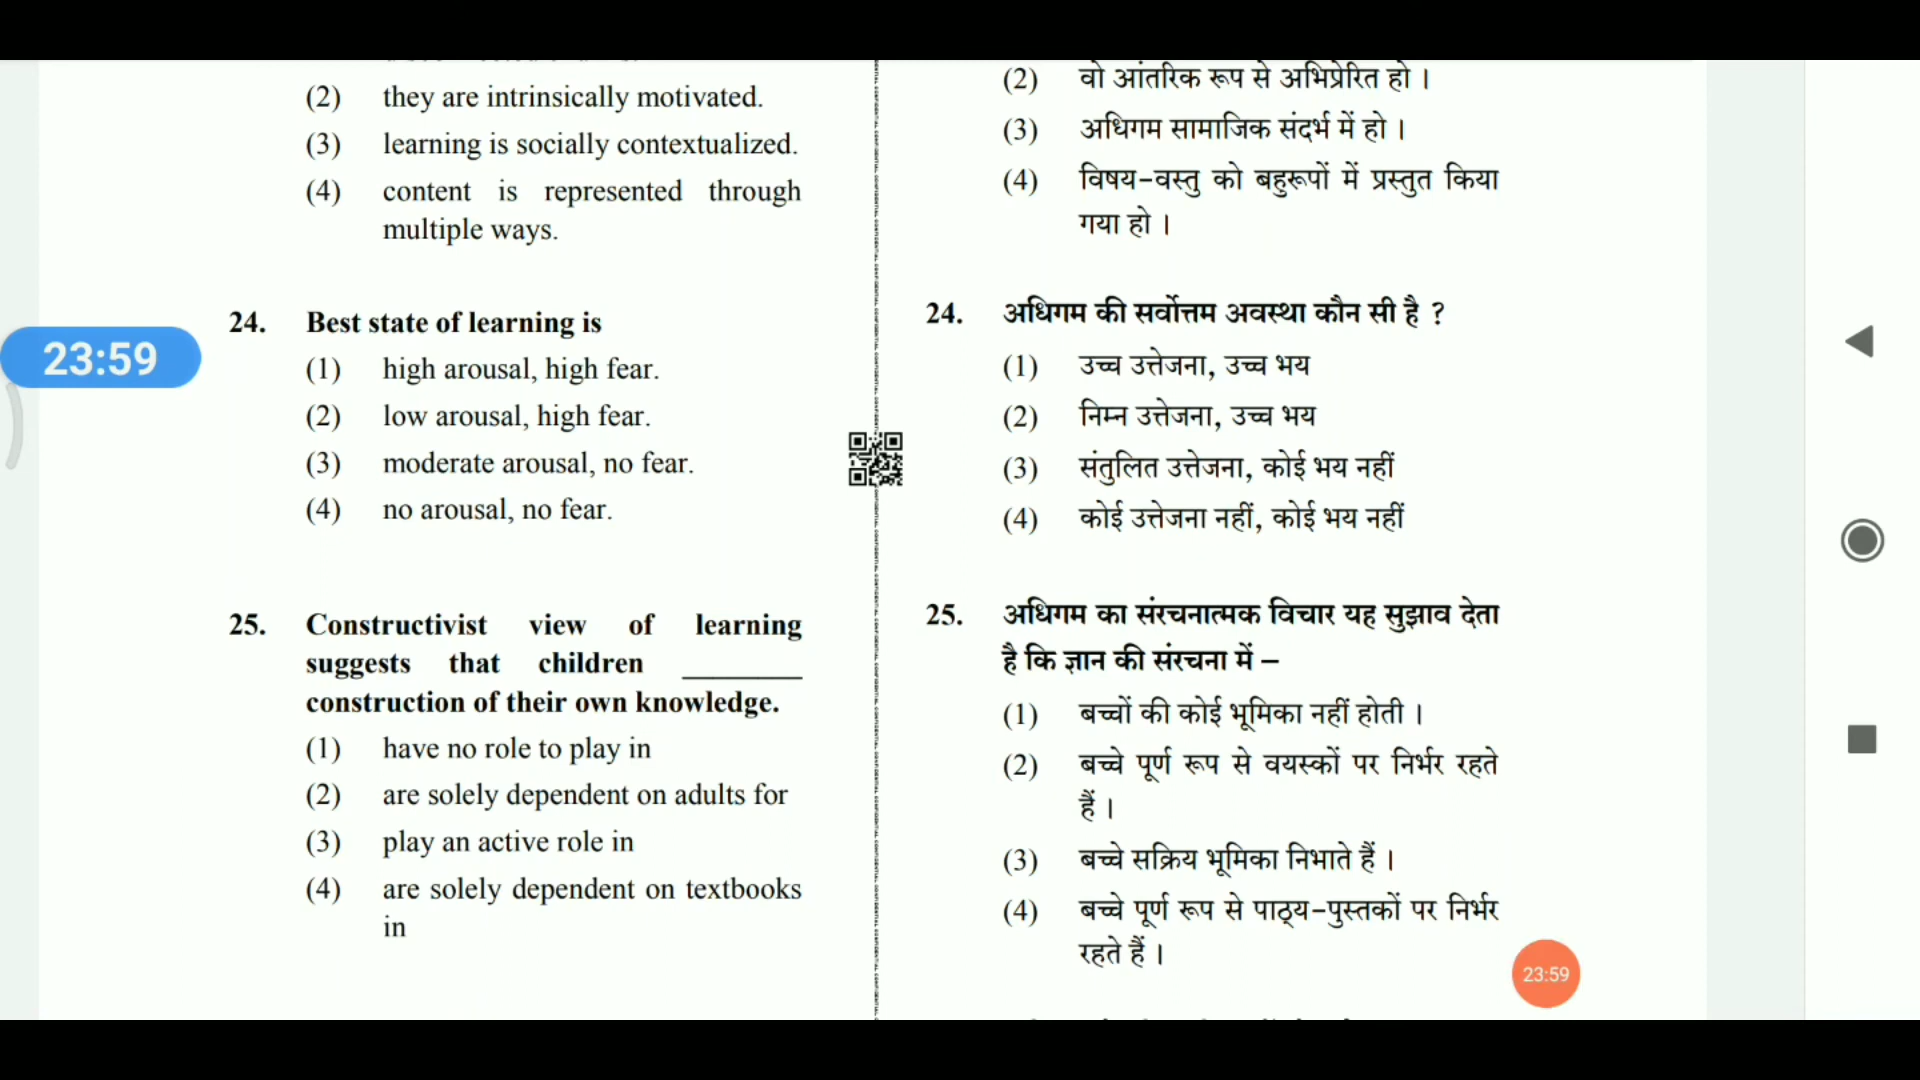 (2) they are intrinsically motivated.
(3) learning is socially contextualized.
(4) content is represented through
multiple ways.
24. Best state of learning is
(1) high arousal, high fear.
(2) low arousal, high fear.
(3) moderate arousal, no fear.
(4) no arousal, no fear.
25. Constructivist view of learning
suggests that children ________
construction of their own knowledge.
(1) have no role to play in
(2) are solely dependent on adults for
(3) play an active role in
(4) are solely dependent on textbooks
in
(2) वो आंतरिक रूप से अभिप्रेरित हो ।
(3) अधिगम सामाजिक संदर्भ में हो ।
(4) विषय-वस्तु को बहुरूपों में प्रस्तुत किया
गया हो ।
24. अधिगम की सर्वोत्तम अवस्था कौन सी है ?
(1) उच्च उत्तेजना, उच्च भय
(2) निम्न उत्तेजना, उच्च भय
(3) संतुलित उत्तेजना, कोई भय नहीं
(4) कोई उत्तेजना नहीं, कोई भय नहीं
25. अधिगम का संरचनात्मक विचार यह सुझाव देता
है कि ज्ञान की संरचना में –
(1) बच्चों की कोई भूमिका नहीं होती ।
(2) बच्चे पूर्ण रूप से वयस्कों पर निर्भर रहते
हैं ।
(3) बच्चे सक्रिय भूमिका निभाते हैं ।
(4) बच्चे पूर्ण रूप से पाठ्य-पुस्तकों पर निर्भर
रहते हैं ।
23:59
23:59